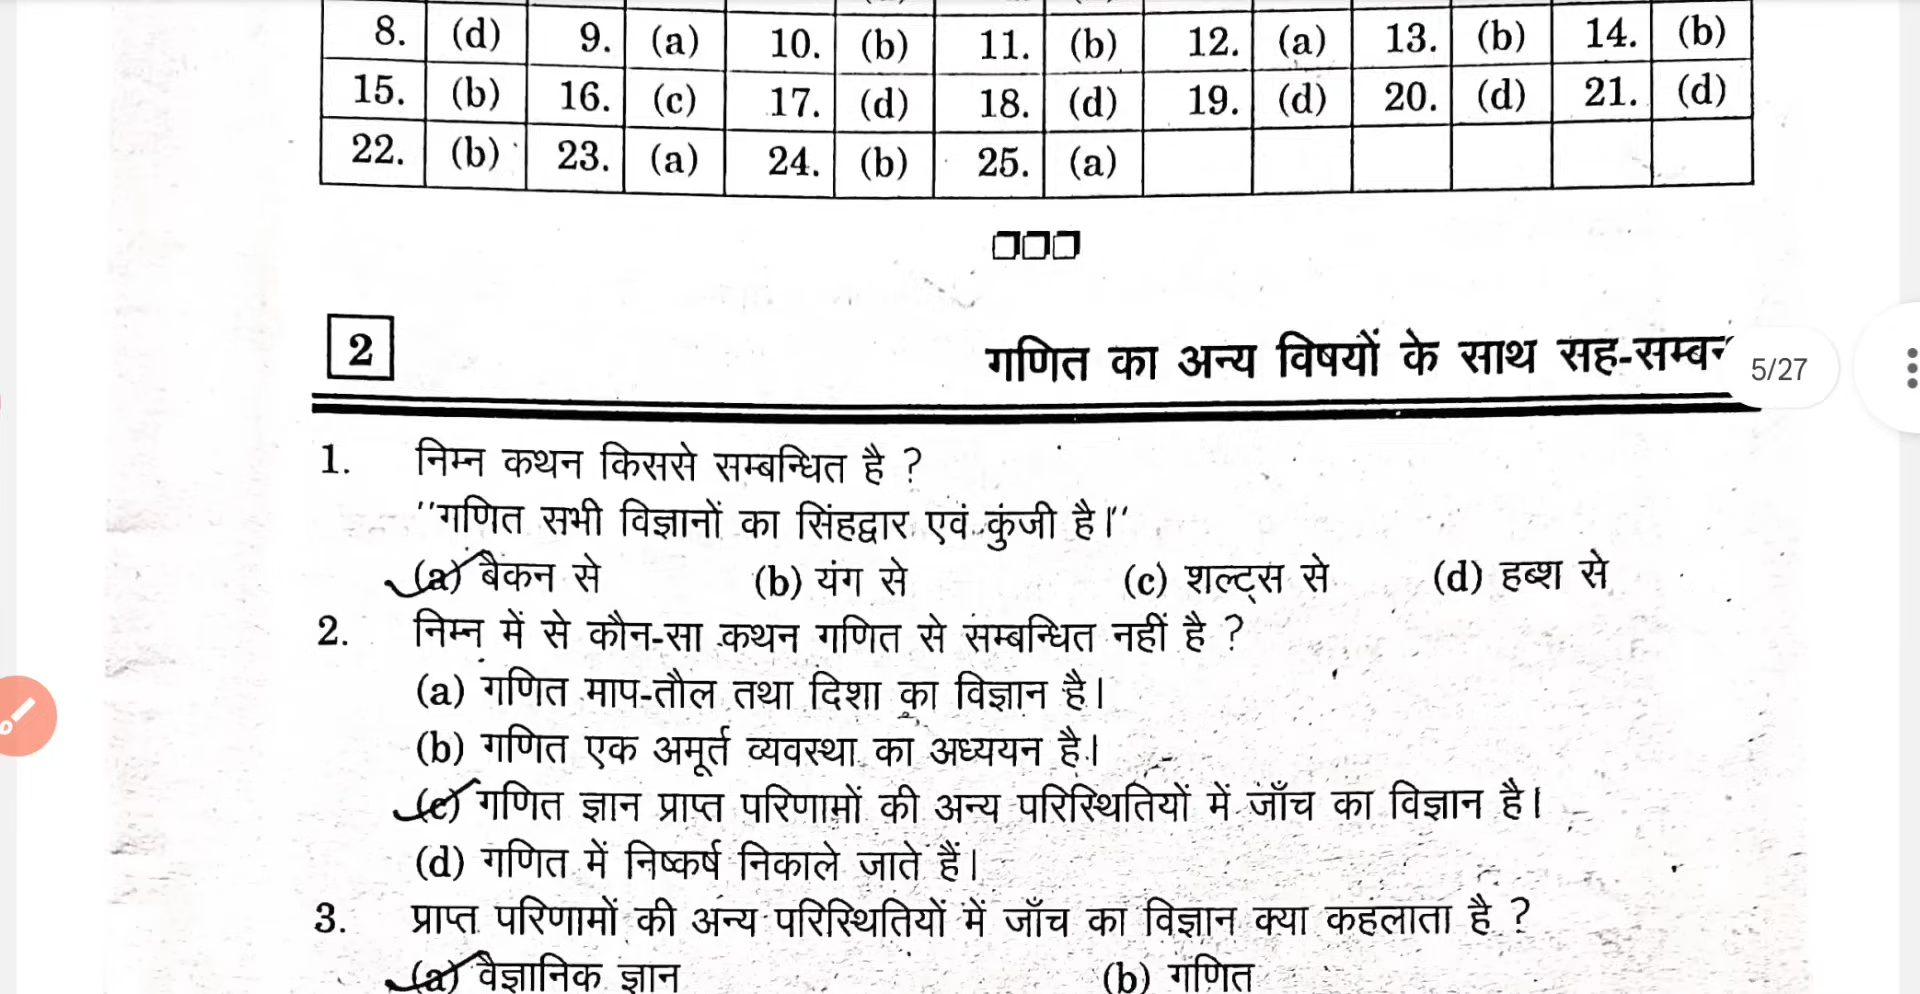 8. (d) 9. (a) 10. (b) 11. (b) 12. (a) 13. (b) 14. (b)
15. (b) 16. (c) 17. (d) 18. (d) 19. (d) 20. (d) 21. (d)
22. (b) 23. (a) 24. (b) 25. (a)
2 गणित का अन्य विषयों के साथ
5/27
1. निम्न कथन किससे सम्बन्धित है ?
''गणित सभी विज्ञानों का सिंहद्वार एवं कुंजी है।''
(a) बैकन से (b) यंग से (c) शल्ट्स से (d) हब्श से
2. निम्न में से कौन-सा कथन गणित से सम्बन्धित नहीं है ?
(a) गणित माप-तौल तथा दिशा का विज्ञान है।
(b) गणित एक अमूर्त व्यवस्था का अध्ययन है।
(c) गणित ज्ञान प्राप्त परिणामों की अन्य परिस्थितियों में जाँच का विज्ञान है।
(d) गणित में निष्कर्ष निकाले जाते हैं।
3. प्राप्त परिणामों की अन्य परिस्थितियों में जाँच का विज्ञान क्या कहलाता है ?
(a) वैज्ञानिक ज्ञान (b) गणित